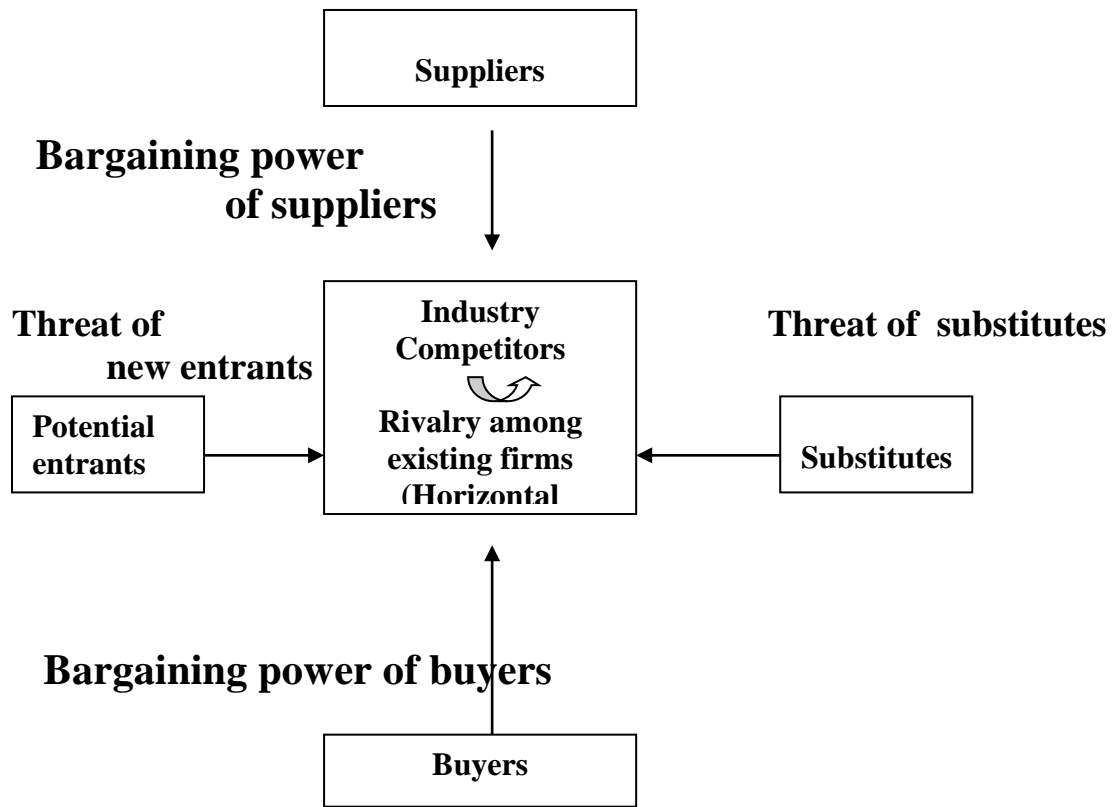 Suppliers
Bargaining power
of suppliers
Threat of
new entrants
Industry
Competitors
Threat of substitutes
Potential
entrants
Rivalry among
existing firms
(Horizontal
Substitutes
Bargaining power of buyers
Buyers